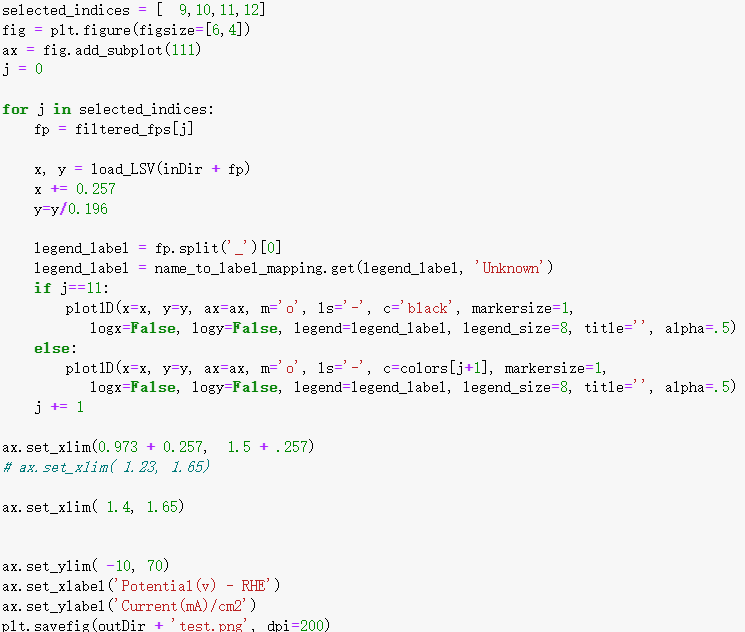 selected_indices = [  9,10,11,12]
fig = plt.figure(figsize=[6,4])
ax = fig.add_subplot(111)
j = 0
for j in selected_indices:
    fp = filtered_fps[j]
    x, y = load_LSV(inDir + fp)
    x += 0.257
    y=y/0.196
    legend_label = fp.split('_')[0]
    legend_label = name_to_label_mapping.get(legend_label, 'Unknown')
    if j==11:
        plot1D(x=x, y=y, ax=ax, m='o', ls='-', c='black', markersize=1,
           logx=False, logy=False, legend=legend_label, legend_size=8, title='', alpha=.5)
    else:
        plot1D(x=x, y=y, ax=ax, m='o', ls='-', c=colors[j+1], markersize=1,
           logx=False, logy=False, legend=legend_label, legend_size=8, title='', alpha=.5)
    j += 1
ax.set_xlim(0.973 + 0.257,  1.5 + .257)
# ax.set_xlim( 1.23, 1.65)
ax.set_xlim( 1.4, 1.65)
ax.set_ylim( -10, 70)
ax.set_xlabel('Potential(v) - RHE')
ax.set_ylabel('Current(mA)/cm2')
plt.savefig(outDir + 'test.png', dpi=200)